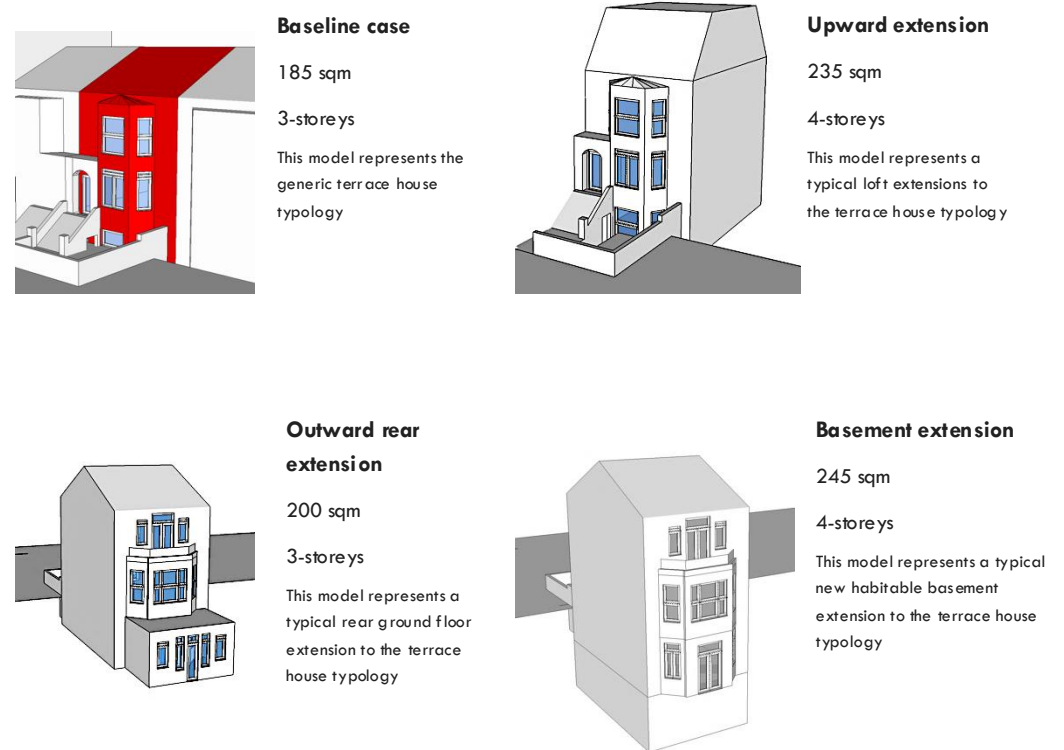 Baseline case
185 sqm
3-storeys
This model represents the
generic terrace house
typology
Upward extension
235 sqm
4-storeys
This model represents a
typical loft extensions to
the terrace house typology
Outward rear
extension
200 sqm
3-storeys
This model represents a
typical rear ground floor
extension to the terrace
house typology
Basement extension
245 sqm
4-storeys
This model represents a typical
new habitable basement
extension to the terrace house
typology